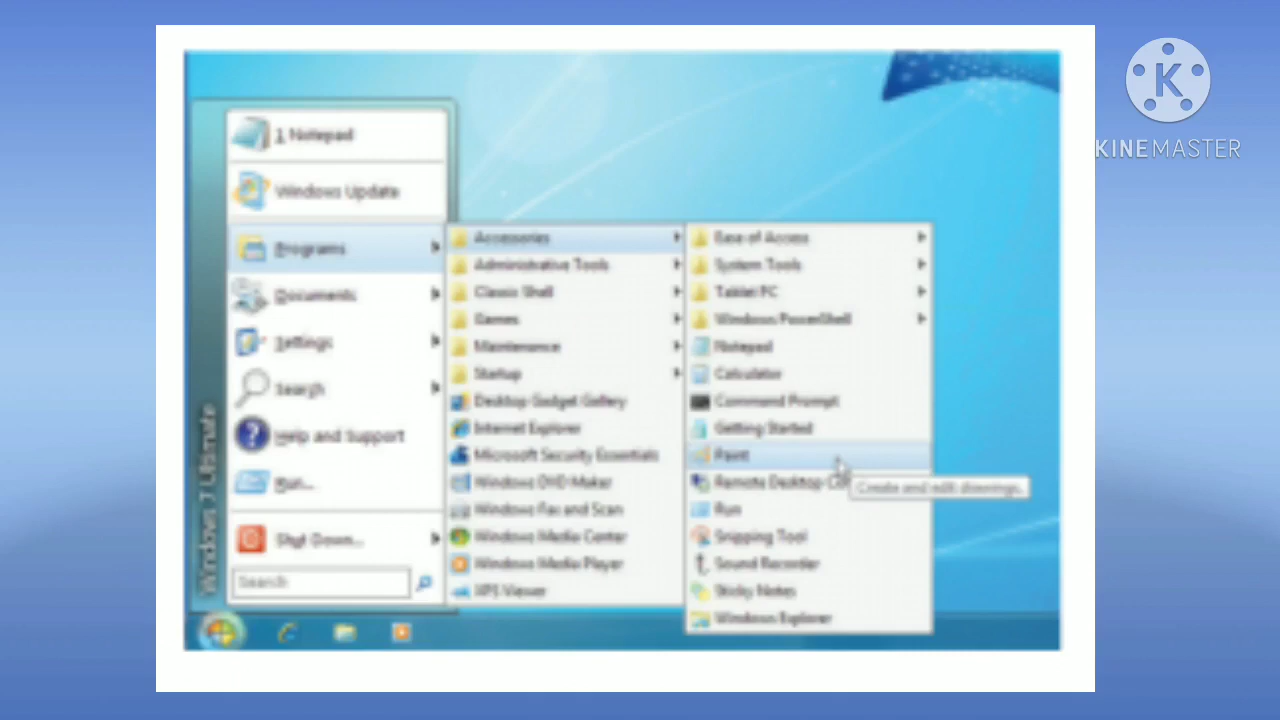 K
KINEMASTER
1 Notepad
Windows Update
Programs
Documents
Settings
Search
Help and Support
Run...
Shut Down...
Search
Windows 7 Ultimate
Accessories
Administrative Tools
Classic Shell
Games
Maintenance
Startup
Desktop Gadget Gallery
Internet Explorer
Microsoft Security Essentials
Windows DVD Maker
Windows Fax and Scan
Windows Media Center
Windows Media Player
XPS Viewer
Ease of Access
System Tools
Tablet PC
Windows PowerShell
Notepad
Calculator
Command Prompt
Getting Started
Paint
Remote Desktop
Create and edit drawings.
Run
Snipping Tool
Sound Recorder
Sticky Notes
Windows Explorer